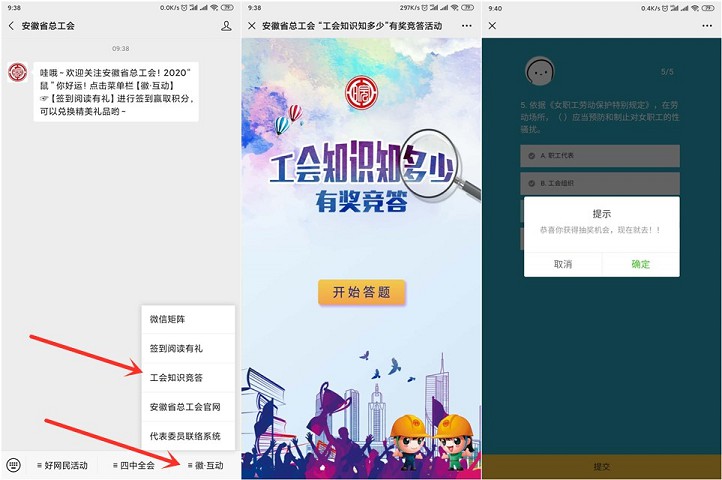 9:38
0.0K/s
79
安徽省总工会
09:38
哇哦~欢迎关注安徽省总工会！2020“
鼠”你好运！点击菜单栏【徽·互动】
☞【签到阅读有礼】进行签到赢取积分，
可以兑换精美礼品哟~
微信矩阵
签到阅读有礼
工会知识竞答
安徽省总工会官网
代表委员联络系统
≡ 好网民活动
≡ 四中全会
≡ 徽·互动
9:38
297K/s
79
安徽省总工会 “工会知识知多少”有奖竞答活动
工会知识知多少
有奖竞答
开始答题
9:40
0.4K/s
79
5/5
5. 依据《女职工劳动保护特别规定》，在劳
动场所，（ ）应当预防和制止对女职工的性
骚扰。
A. 职工代表
B. 工会组织
提示
恭喜你获得抽奖机会，现在就去！！
取消
确定
提交